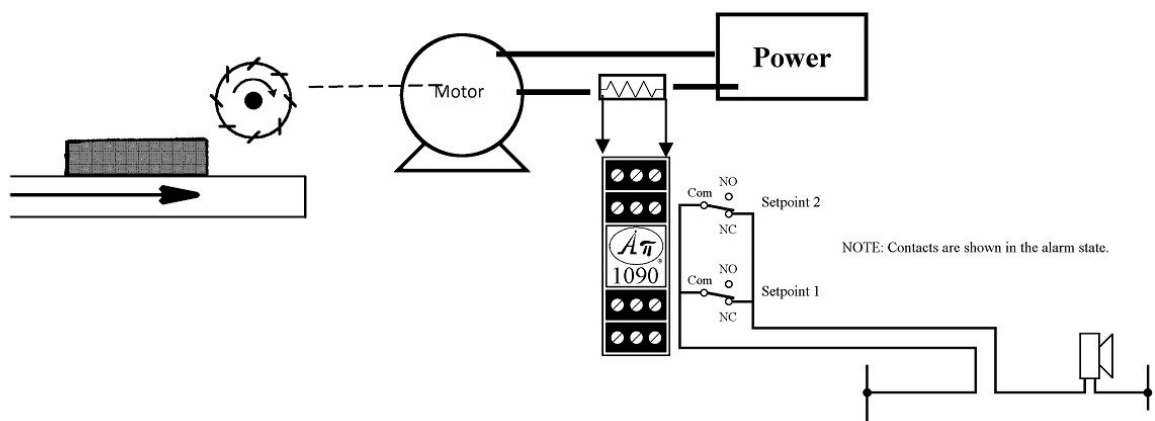 Power
Motor
NO
Com
Setpoint 2
NC
NOTE: Contacts are shown in the alarm state.
Aπ
®
1090
NO
Com
Setpoint 1
NC